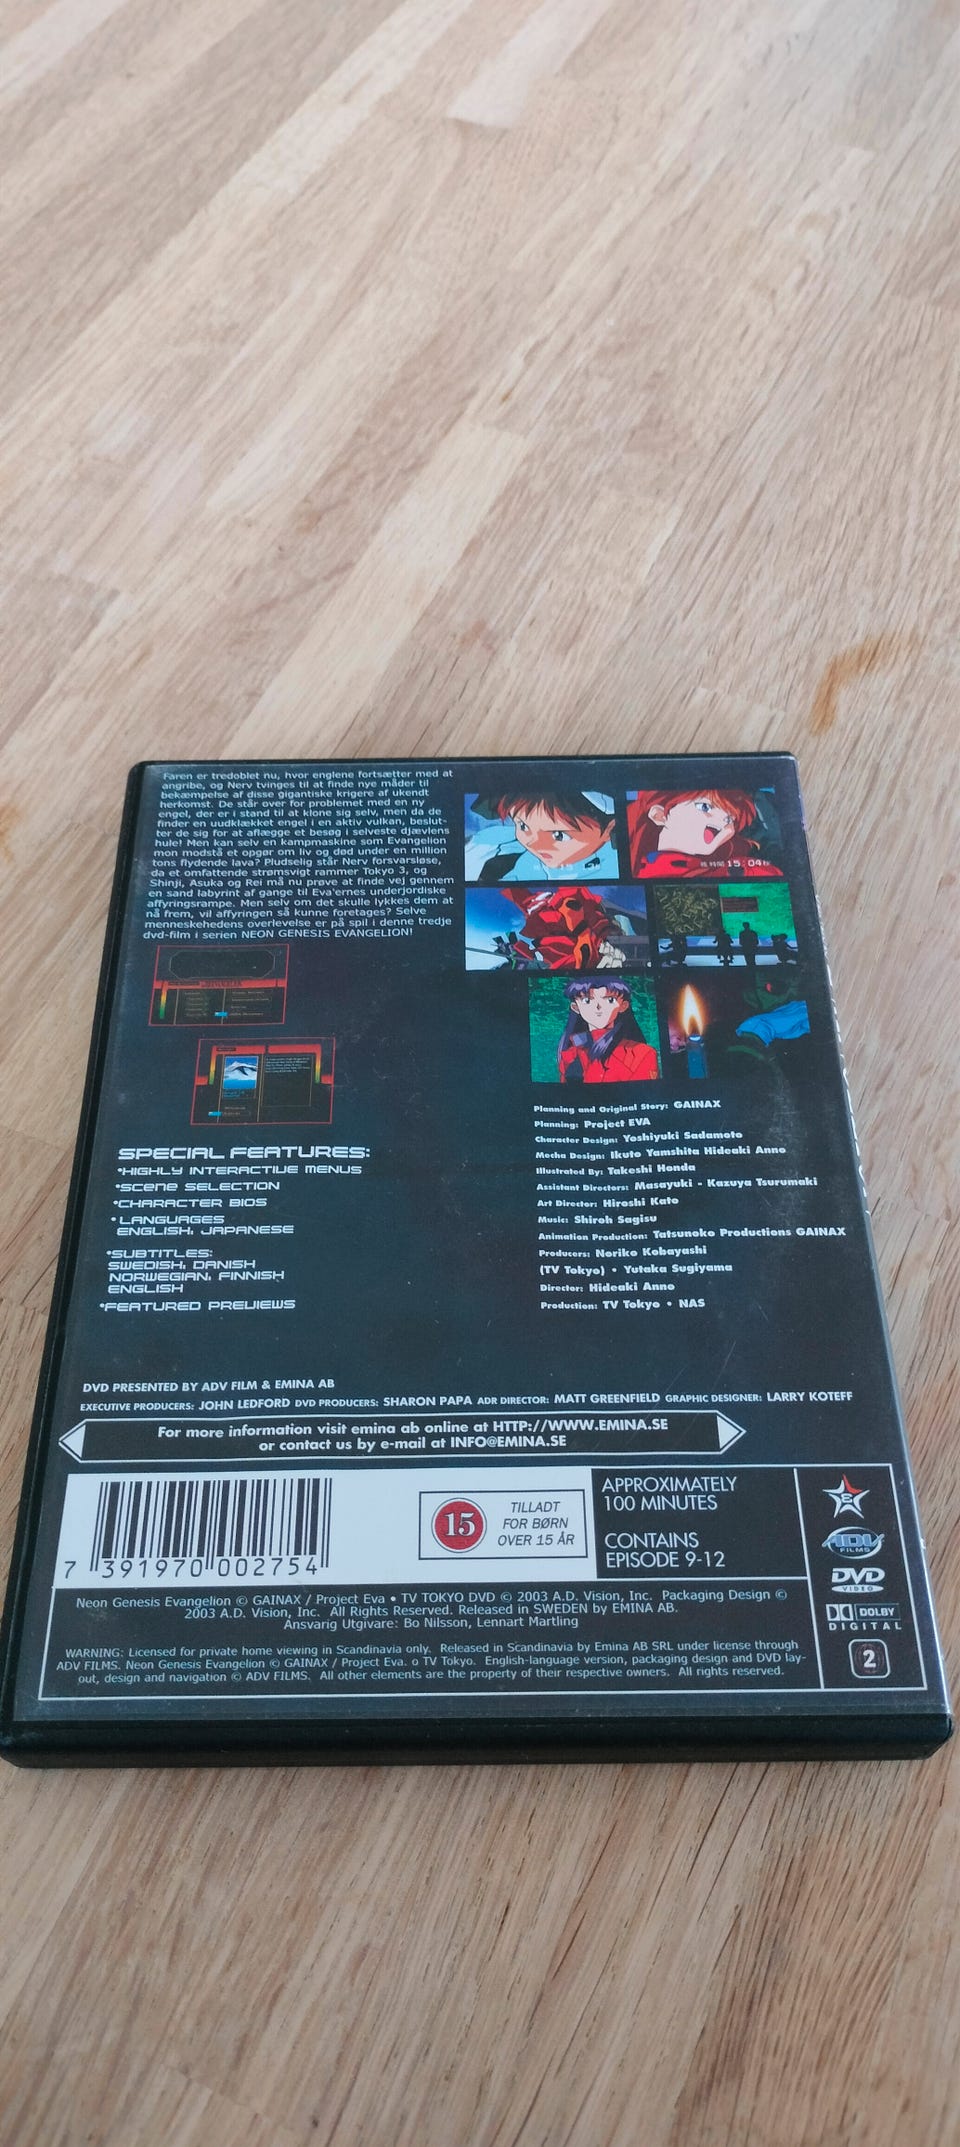 Faren er tredoblet nu, hvor englene fortsætter med at
angribe, og Nerv tvinges til at finde nye måder til
bekæmpelse af disse gigantiske krigere af ukendt
herkomst. De står over for problemet med en ny
engel, der er i stand til at klone sig selv, men da de
finder en uudklækket engel i en aktiv vulkan, beslut-
ter de sig for at aflægge et besøg i selveste djævlens
hule! Men kan selv en kampmaskine som Evangelion
mon modstå et opgør om liv og død under en million
tons flydende lava? Pludselig står Nerv forsvarsløse,
da et omfattende strømsvigt rammer Tokyo 3, og
Shinji, Asuka og Rei må nu prøve at finde vej gennem
en sand labyrint af gange til Eva'ernes underjordiske
affyringsrampe. Men selv om det skulle lykkes dem at
nå frem, vil affyringen så kunne foretages? Selve
menneskehedens overlevelse er på spil i denne tredje
dvd-film i serien NEON GENESIS EVANGELION!
15:04
SPECIAL FEATURES:
•HIGHLY INTERACTIVE MENUS
•SCENE SELECTION
•CHARACTER BIOS
•LANGUAGES
ENGLISH, JAPANESE
•SUBTITLES:
SWEDISH, DANISH
NORWEGIAN, FINNISH
ENGLISH
•FEATURED PREVIEWS
Planning and Original Story: GAINAX
Planning: Project EVA
Character Design: Yoshiyuki Sadamoto
Mecha Design: Ikuto Yamshita Hideaki Anno
Illustrated By: Takeshi Honda
Assistant Directors: Masayuki - Kazuya Tsurumaki
Art Director: Hiroshi Kato
Music: Shiroh Sagisu
Animation Production: Tatsunoko Productions GAINAX
Producers: Noriko Kobayashi
(TV Tokyo) • Yutaka Sugiyama
Director: Hideaki Anno
Production: TV Tokyo • NAS
DVD PRESENTED BY ADV FILM & EMINA AB
EXECUTIVE PRODUCERS: JOHN LEDFORD DVD PRODUCERS: SHARON PAPA ADR DIRECTOR: MATT GREENFIELD GRAPHIC DESIGNER: LARRY KOTEFF
For more information visit emina ab online at HTTP://WWW.EMINA.SE
or contact us by e-mail at INFO@EMINA.SE
7 391970 002754
15
TILLADT
FOR BØRN
OVER 15 ÅR
APPROXIMATELY
100 MINUTES
CONTAINS
EPISODE 9-12
ADV
FILMS
DVD
VIDEO
DOLBY
DIGITAL
2
Neon Genesis Evangelion © GAINAX / Project Eva • TV TOKYO DVD © 2003 A.D. Vision, Inc. Packaging Design ©
2003 A.D. Vision, Inc. All Rights Reserved. Released in SWEDEN by EMINA AB.
Ansvarig Utgivare: Bo Nilsson, Lennart Martling
WARNING: Licensed for private home viewing in Scandinavia only. Released in Scandinavia by Emina AB SRL under license through
ADV FILMS. Neon Genesis Evangelion © GAINAX / Project Eva. o TV Tokyo. English-language version, packaging design and DVD lay-
out, design and navigation © ADV FILMS. All other elements are the property of their respective owners. All rights reserved.